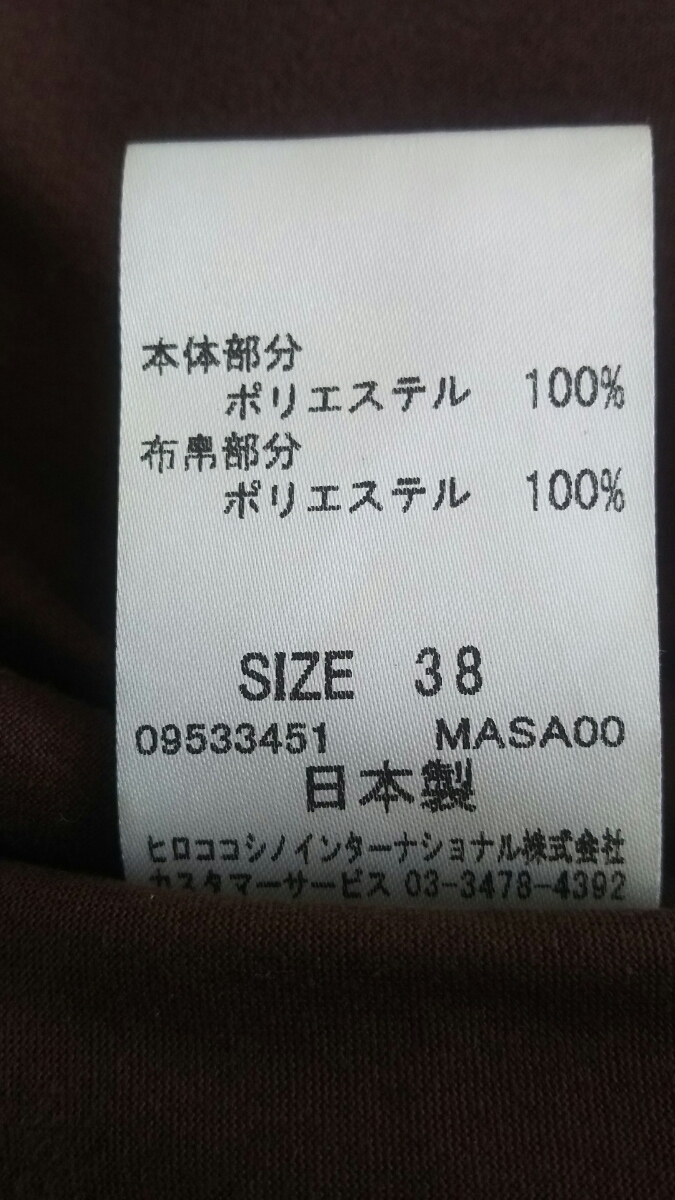 本体部分
ポリエステル 100%
布帛部分
ポリエステル 100%
SIZE 38
09533451 MASA00
日本製
ヒロココシノインターナショナル株式会社
カスタマーサービス 03-3478-4392